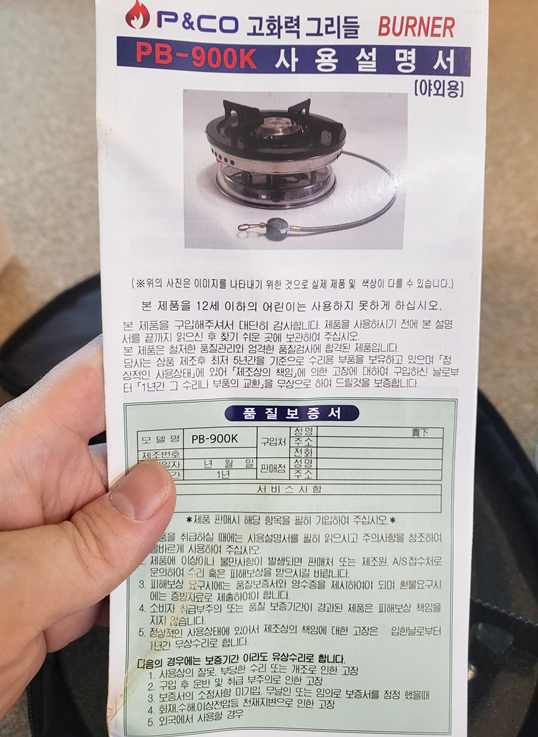 P&CO 고화력 그리들 BURNER
PB-900K 사용설명서
(야외용)
(※위의 사진은 이미지를 나타내기 위한 것으로 실제 제품 및 색상이 다를 수 있습니다.)
본 제품을 12세 이하의 어린이는 사용하지 못하게 하십시오.
본 제품을 구입해주셔서 대단히 감사합니다. 제품을 사용하시기 전에 본 설명
서를 끝까지 읽으신 후 찾기 쉬운 곳에 보관하여 주십시오.
본 제품은 철저한 품질관리와 엄격한 품질검사에 합격된 제품입니다.
당사는 상품 제조후 최저 5년간을 기준으로 수리용 부품을 보유하고 있으며 「정
상적인 사용상태」에 있어 「제조상의 책임」에 의한 고장에 대하여 구입하신 날로부
터 「1년간 그 수리나 부품의 교환」을 무상으로 하여 드릴것을 보증합니다.
품질보증서
모델명 PB-900K 구입처 성명 貴下
주소
제조번호 전화
입자 년 월 일 판매점 성명
간 1년 주소
서비스사항
*제품 판매시 해당 항목을 필히 기입하여 주십시오.*
품을 취급하실 때에는 사용설명서를 필히 읽으시고 주의사항을 참조하여
올바르게 사용하여 주십시오.
제품에 이상이나 불만사항이 발생되면 판매처 또는 제조원, A/S접수처로
문의하여 수리 혹은 피해보상을 받으시길 바랍니다.
3. 피해보상 요구시에는 품질보증서와 영수증을 제시하여야 되며 환불요구시
에는 증빙자료로 제출하여야 합니다.
4. 소비자 취급부주의 또는 품질 보증기간이 경과된 제품은 피해보상 책임을
지지 않습니다.
5. 정상적인 사용상태에 있어서 제조상의 책임에 대한 고장은 입한날로부터
1년간 무상수리로 합니다.
다음의 경우에는 보증기간 이라도 유상수리로 합니다.
1. 사용상의 잘못, 부당한 수리 또는 개조로 인한 고장
2. 구입 후 운반 및 취급 부주의로 인한 고장
3. 보증서의 소정사항 미기입, 무날인 또는 임의로 보증서를 정정 했을때
4. 화재,수해,이상전압등 천재지변으로 인한 고장
5. 외국에서 사용할 경우